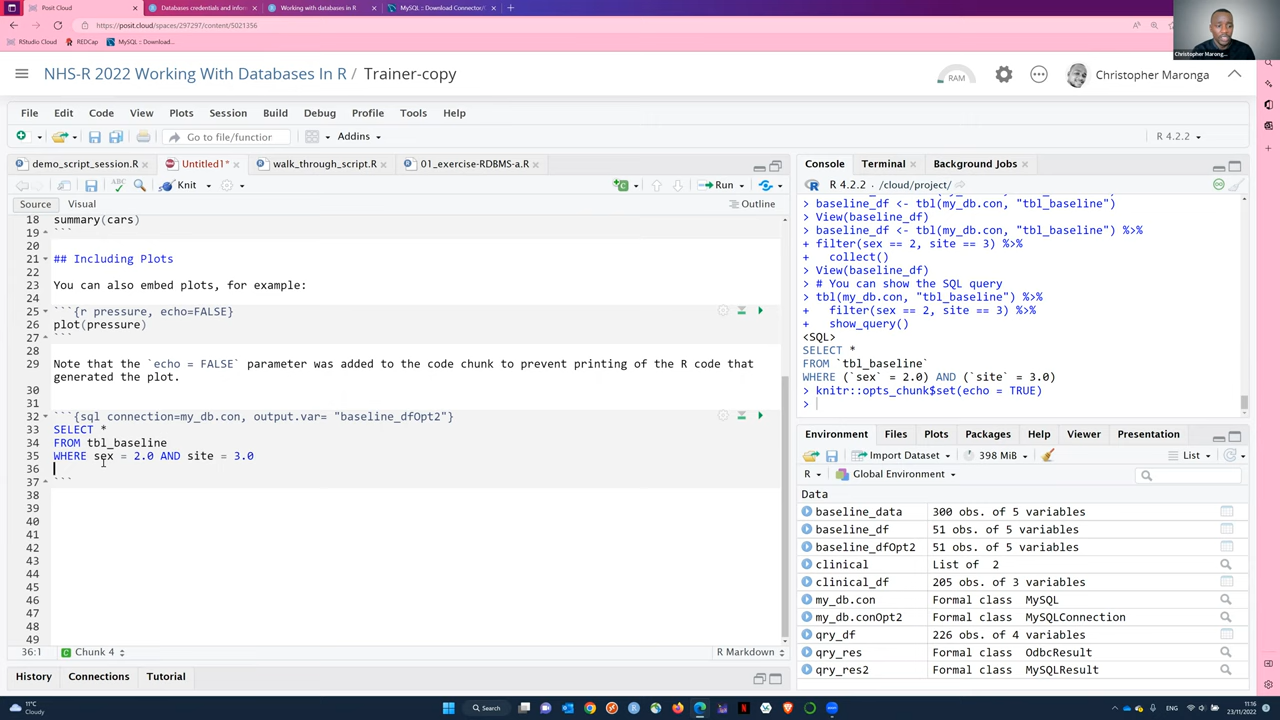 Posit Cloud
Databases credentials and infor
Working with databases in R
MySQL :: Download Connector/
https://posit.cloud/spaces/297297/content/5021356
RStudio Cloud
REDCap
MySQL :: Download...
Christopher Marong...
NHS-R 2022 Working With Databases In R / Trainer-copy
RAM
Christopher Maronga
File Edit Code View Plots Session Build Debug Profile Tools Help
Go to file/function
Addins
R 4.2.2
demo_script_session.R
Untitled1*
walk_through_script.R
01_exercise-RDBMS-a.R
ABC
Knit
Run
Source Visual
Outline
18 summary(cars)
19 ```
20
21 ## Including Plots
22
23 You can also embed plots, for example:
24
25 ```{r pressure, echo=FALSE}
26 plot(pressure)
27 ```
28
29 Note that the `echo = FALSE` parameter was added to the code chunk to prevent printing of the R code that
generated the plot.
30
31
32 ```{sql connection=my_db.con, output.var= "baseline_dfOpt2"}
33 SELECT *
34 FROM tbl_baseline
35 WHERE sex = 2.0 AND site = 3.0
36
37 ```
38
39
40
41
42
43
44
45
46
47
48
49
36:1 Chunk 4
R Markdown
History Connections Tutorial
Console Terminal Background Jobs
R 4.2.2 · /cloud/project/
> baseline_df <- tbl(my_db.con, "tbl_baseline")
> View(baseline_df)
> baseline_df <- tbl(my_db.con, "tbl_baseline") %>%
+ filter(sex == 2, site == 3) %>%
+ collect()
> View(baseline_df)
> # You can show the SQL query
> tbl(my_db.con, "tbl_baseline") %>%
+ filter(sex == 2, site == 3) %>%
+ show_query()
<SQL>
SELECT *
FROM `tbl_baseline`
WHERE (`sex` = 2.0) AND (`site` = 3.0)
> knitr::opts_chunk$set(echo = TRUE)
>
Environment Files Plots Packages Help Viewer Presentation
Import Dataset
398 MiB
List
R
Global Environment
Data
baseline_data 300 obs. of 5 variables
baseline_df 51 obs. of 5 variables
baseline_dfOpt2 51 obs. of 5 variables
clinical List of 2
clinical_df 205 obs. of 3 variables
my_db.con Formal class MySQL
my_db.conOpt2 Formal class MySQLConnection
qry_df 226 obs. of 4 variables
qry_res Formal class OdbcResult
qry_res2 Formal class MySQLResult
11°C
Cloudy
Search
ENG
11:16
23/11/2022